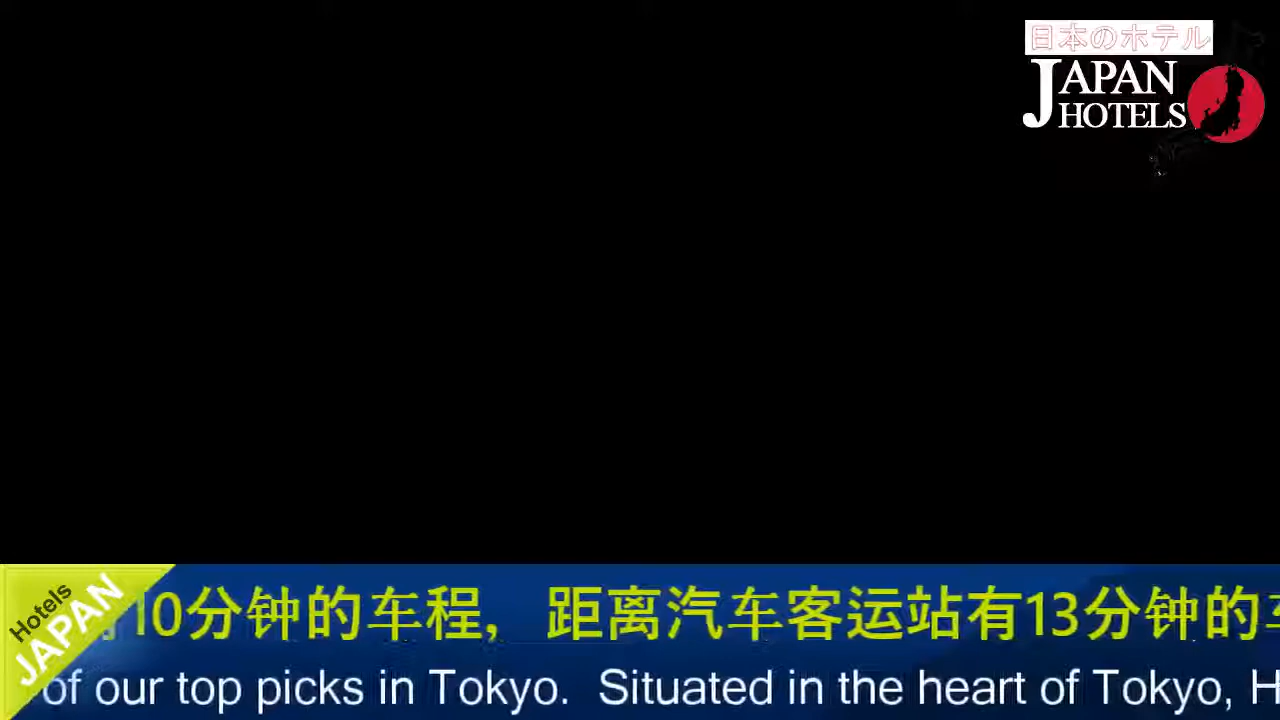 日本のホテル
JAPAN
HOTELS
Hotels
JAPAN
10分钟的车程，距离汽车客运站有13分钟的
of our top picks in Tokyo. Situated in the heart of Tokyo, H